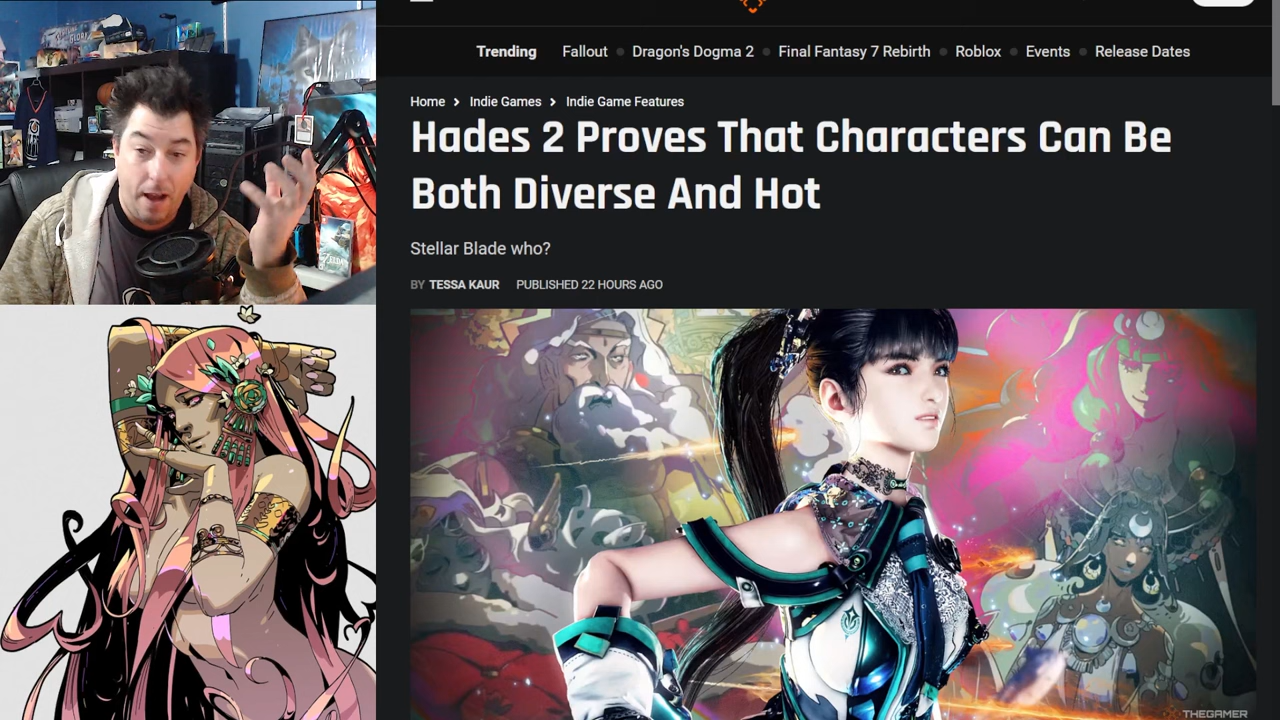 Trending Fallout Dragon's Dogma 2 Final Fantasy 7 Rebirth Roblox Events Release Dates
Home > Indie Games > Indie Game Features
Hades 2 Proves That Characters Can Be
Both Diverse And Hot
Stellar Blade who?
BY TESSA KAUR PUBLISHED 22 HOURS AGO
THEGAMER
GLORY
ZELDA